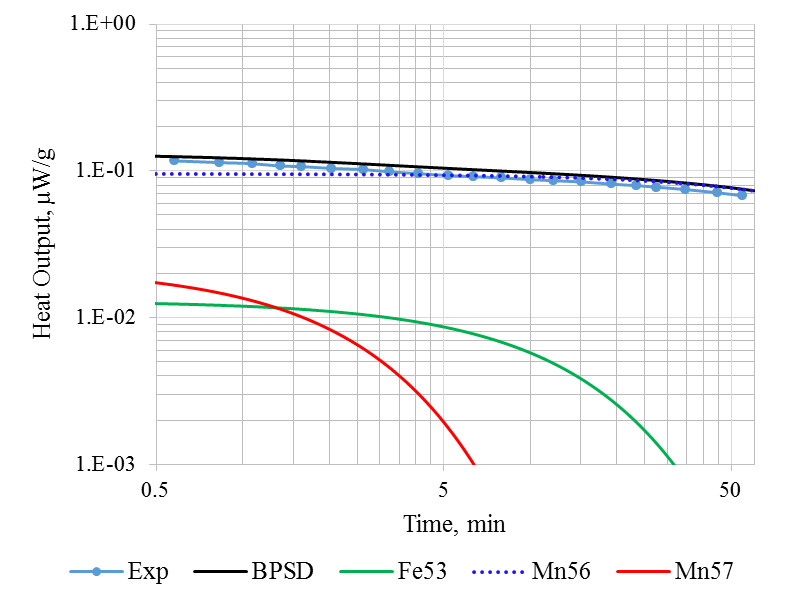 1.E+00
1.E-01
1.E-02
1.E-03
Heat Output, µW/g
0.5
5
50
Time, min
Exp
BPSD
Fe53
Mn56
Mn57